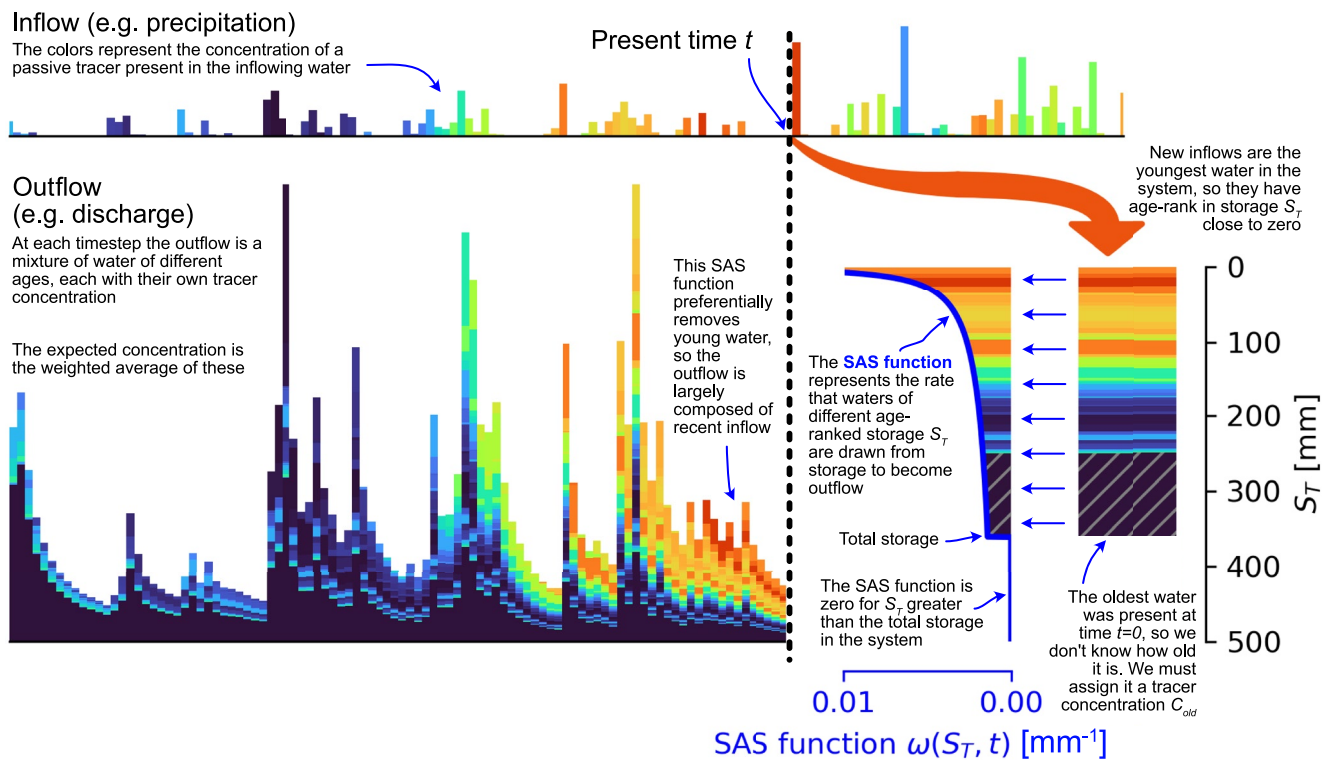 Inflow (e.g. precipitation)
The colors represent the concentration of a
passive tracer present in the inflowing water
Present time t
Outflow
(e.g. discharge)
At each timestep the outflow is a
mixture of water of different
ages, each with their own tracer
concentration
The expected concentration is
the weighted average of these
This SAS
function
preferentially
removes
young water,
so the
outflow is
largely
composed of
recent inflow
New inflows are the
youngest water in the
system, so they have
age-rank in storage S_T
close to zero
The SAS function
represents the rate
that waters of
different age-
ranked storage S_T
are drawn from
storage to become
outflow
Total storage
The SAS function is
zero for S_T greater
than the total storage
in the system
The oldest water
was present at
time t=0, so we
don't know how old
it is. We must
assign it a tracer
concentration C_old
0
100
200
300
400
500
S_T [mm]
0.01 0.00
SAS function ω(S_T, t) [mm⁻¹]